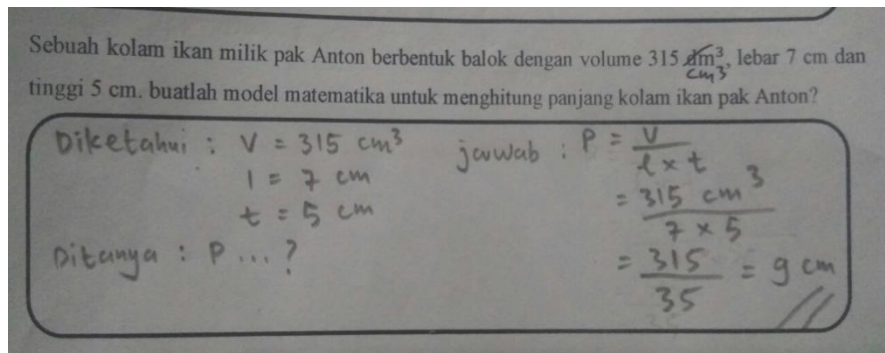 Sebuah kolam ikan milik pak Anton berbentuk balok dengan volume 315 dm³, lebar 7 cm dan
cm³
tinggi 5 cm. buatlah model matematika untuk menghitung panjang kolam ikan pak Anton?
Diketahui : V = 315 cm³
l = 7 cm
t = 5 cm
Ditanya : P ... ?
jawab : P = V / l x t
= 315 cm³ / 7 x 5
= 315 / 35 = 9 cm